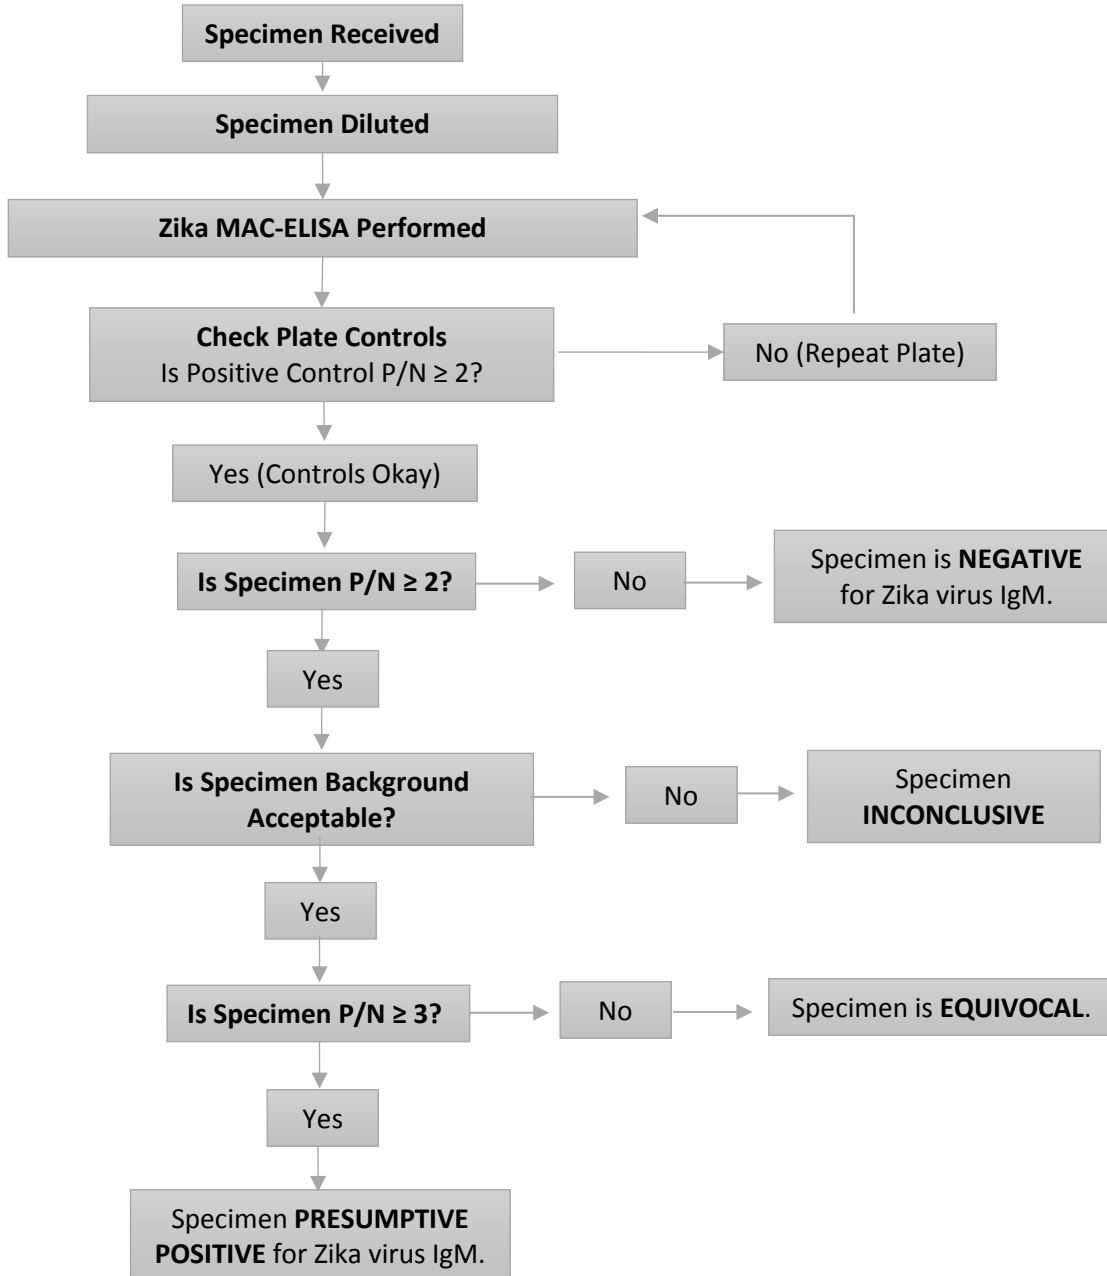 Specimen Received
Specimen Diluted
Zika MAC-ELISA Performed
Check Plate Controls
Is Positive Control P/N ≥ 2?
No (Repeat Plate)
Yes (Controls Okay)
Is Specimen P/N ≥ 2?
No
Specimen is NEGATIVE
for Zika virus IgM.
Yes
Is Specimen Background
Acceptable?
No
Specimen
INCONCLUSIVE
Yes
Is Specimen P/N ≥ 3?
No
Specimen is EQUIVOCAL.
Yes
Specimen PRESUMPTIVE
POSITIVE for Zika virus IgM.